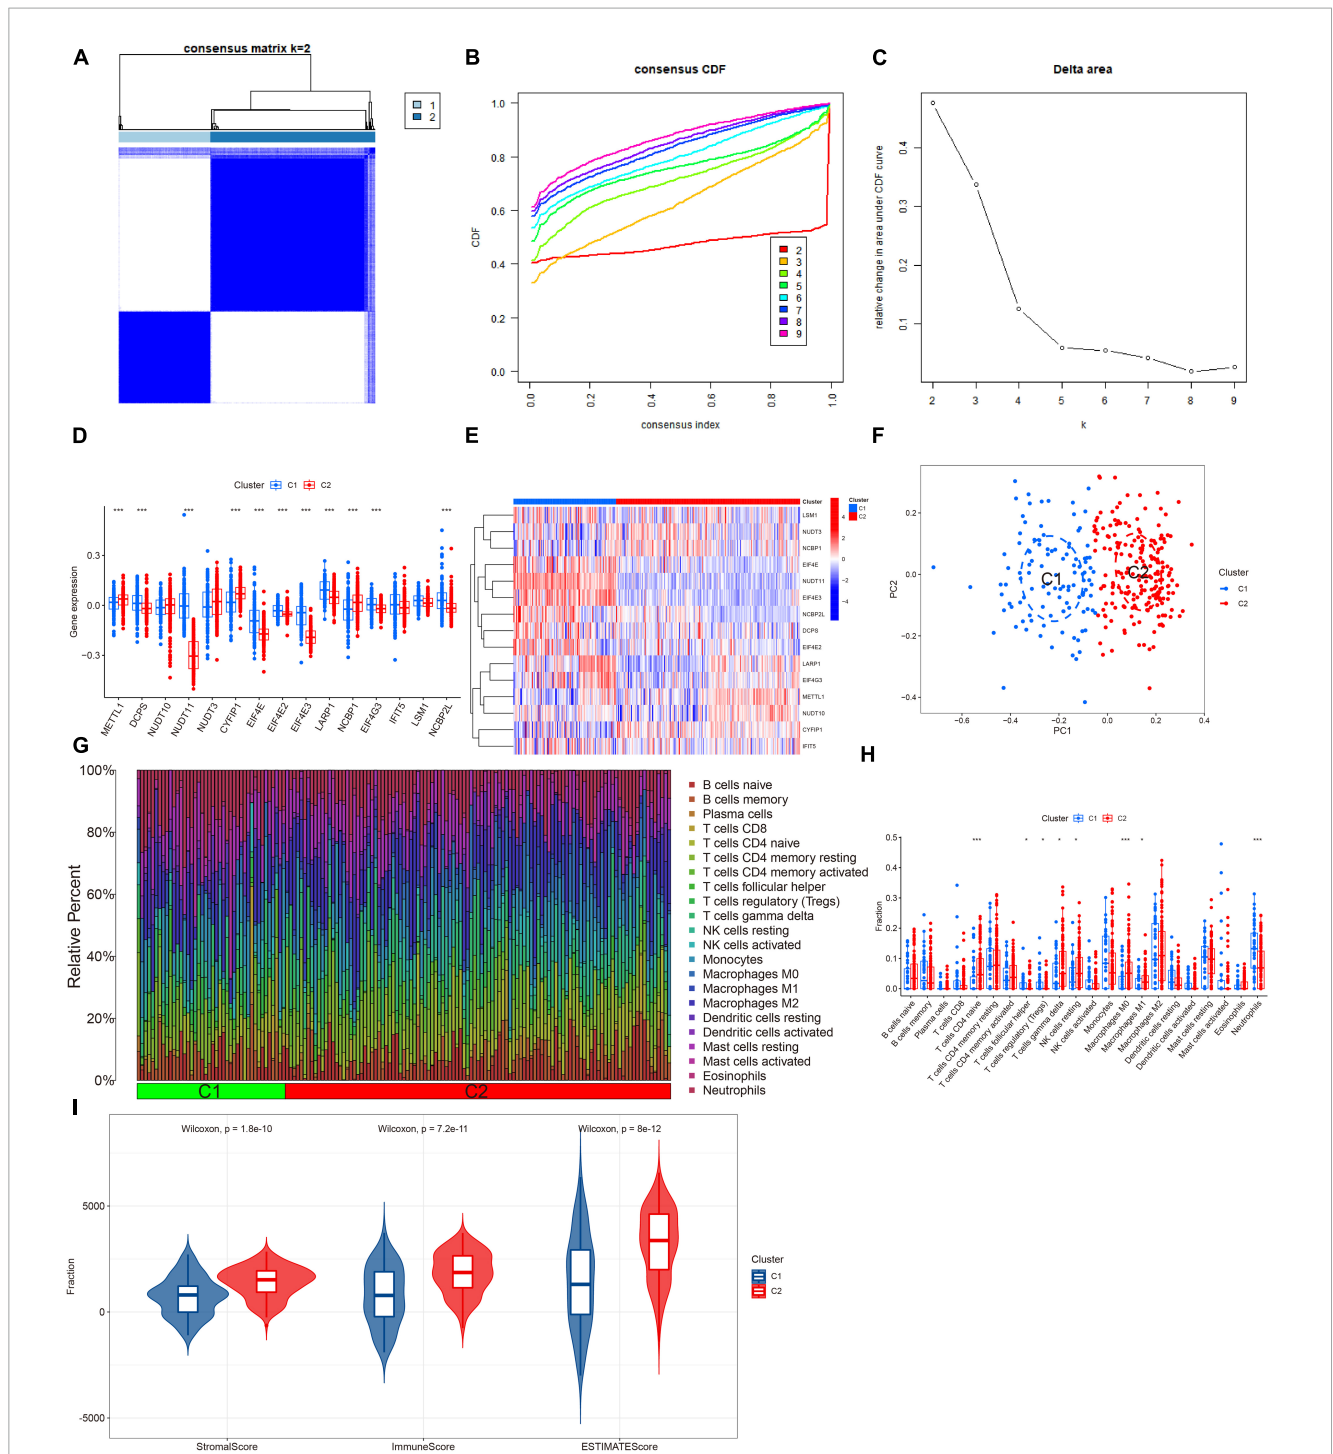 A
consensus matrix k=2
1
2
B
consensus CDF
CDF
1.0
0.8
0.6
0.4
0.2
0.0
2
3
4
5
6
7
8
9
0.0 0.2 0.4 0.6 0.8 1.0
consensus index
C
Delta area
relative change in area under CDF curve
0.4
0.3
0.2
0.1
2 3 4 5 6 7 8 9
k
D
Cluster C1 C2
*** *** *** *** *** *** *** *** *** ***
Gene expression
0.3
0.0
−0.3
METTL1
DCPS
NUDT10
NUDT11
NUDT3
CYFIP1
EIF4E
EIF4E2
EIF4E3
LARP1
NCBP1
EIF4G3
IFIT5
LSM1
NCBP2L
E
Cluster
LSM1
NUDT3
NCBP1
EIF4E
NUDT11
EIF4E3
NCBP2L
DCPS
EIF4E2
LARP1
EIF4G3
METTL1
NUDT10
CYFIP1
IFIT5
4
2
0
−2
−4
Cluster
C1
C2
F
PC2
0.2
0.0
−0.2
−0.4
C1
C2
−0.6 −0.4 −0.2 0.0 0.2 0.4
PC1
Cluster
C1
C2
G
Relative Percent
100%
80%
60%
40%
20%
0%
C1
C2
B cells naive
B cells memory
Plasma cells
T cells CD8
T cells CD4 naive
T cells CD4 memory resting
T cells CD4 memory activated
T cells follicular helper
T cells regulatory (Tregs)
T cells gamma delta
NK cells resting
NK cells activated
Monocytes
Macrophages M0
Macrophages M1
Macrophages M2
Dendritic cells resting
Dendritic cells activated
Mast cells resting
Mast cells activated
Eosinophils
Neutrophils
H
Cluster C1 C2
*** * * * * *** * ***
Fraction
0.5
0.4
0.3
0.2
0.1
0.0
B cells naive
B cells memory
Plasma cells
T cells CD8
T cells CD4 naive
T cells CD4 memory resting
T cells CD4 memory activated
T cells follicular helper
T cells regulatory (Tregs)
T cells gamma delta
NK cells resting
NK cells activated
Monocytes
Macrophages M0
Macrophages M1
Macrophages M2
Dendritic cells resting
Dendritic cells activated
Mast cells resting
Mast cells activated
Eosinophils
Neutrophils
I
Wilcoxon, p = 1.8e-10
Wilcoxon, p = 7.2e-11
Wilcoxon, p = 8e-12
Fraction
5000
0
-5000
StromalScore
ImmuneScore
ESTIMATEScore
Cluster
C1
C2